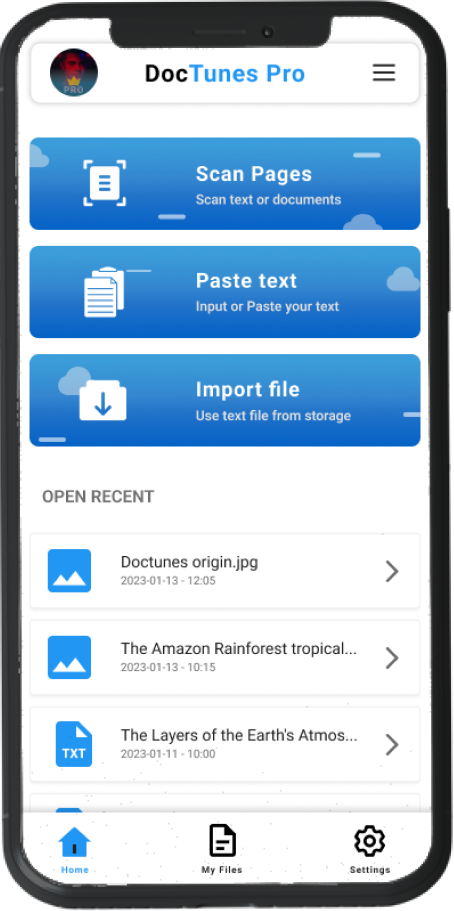 PRO
DocTunes Pro
Scan Pages
Scan text or documents
Paste text
Input or Paste your text
Import file
Use text file from storage
OPEN RECENT
Doctunes origin.jpg
2023-01-13 - 12:05
The Amazon Rainforest tropical...
2023-01-13 - 10:15
The Layers of the Earth's Atmos...
TXT
2023-01-11 - 10:00
Home
My Files
Settings